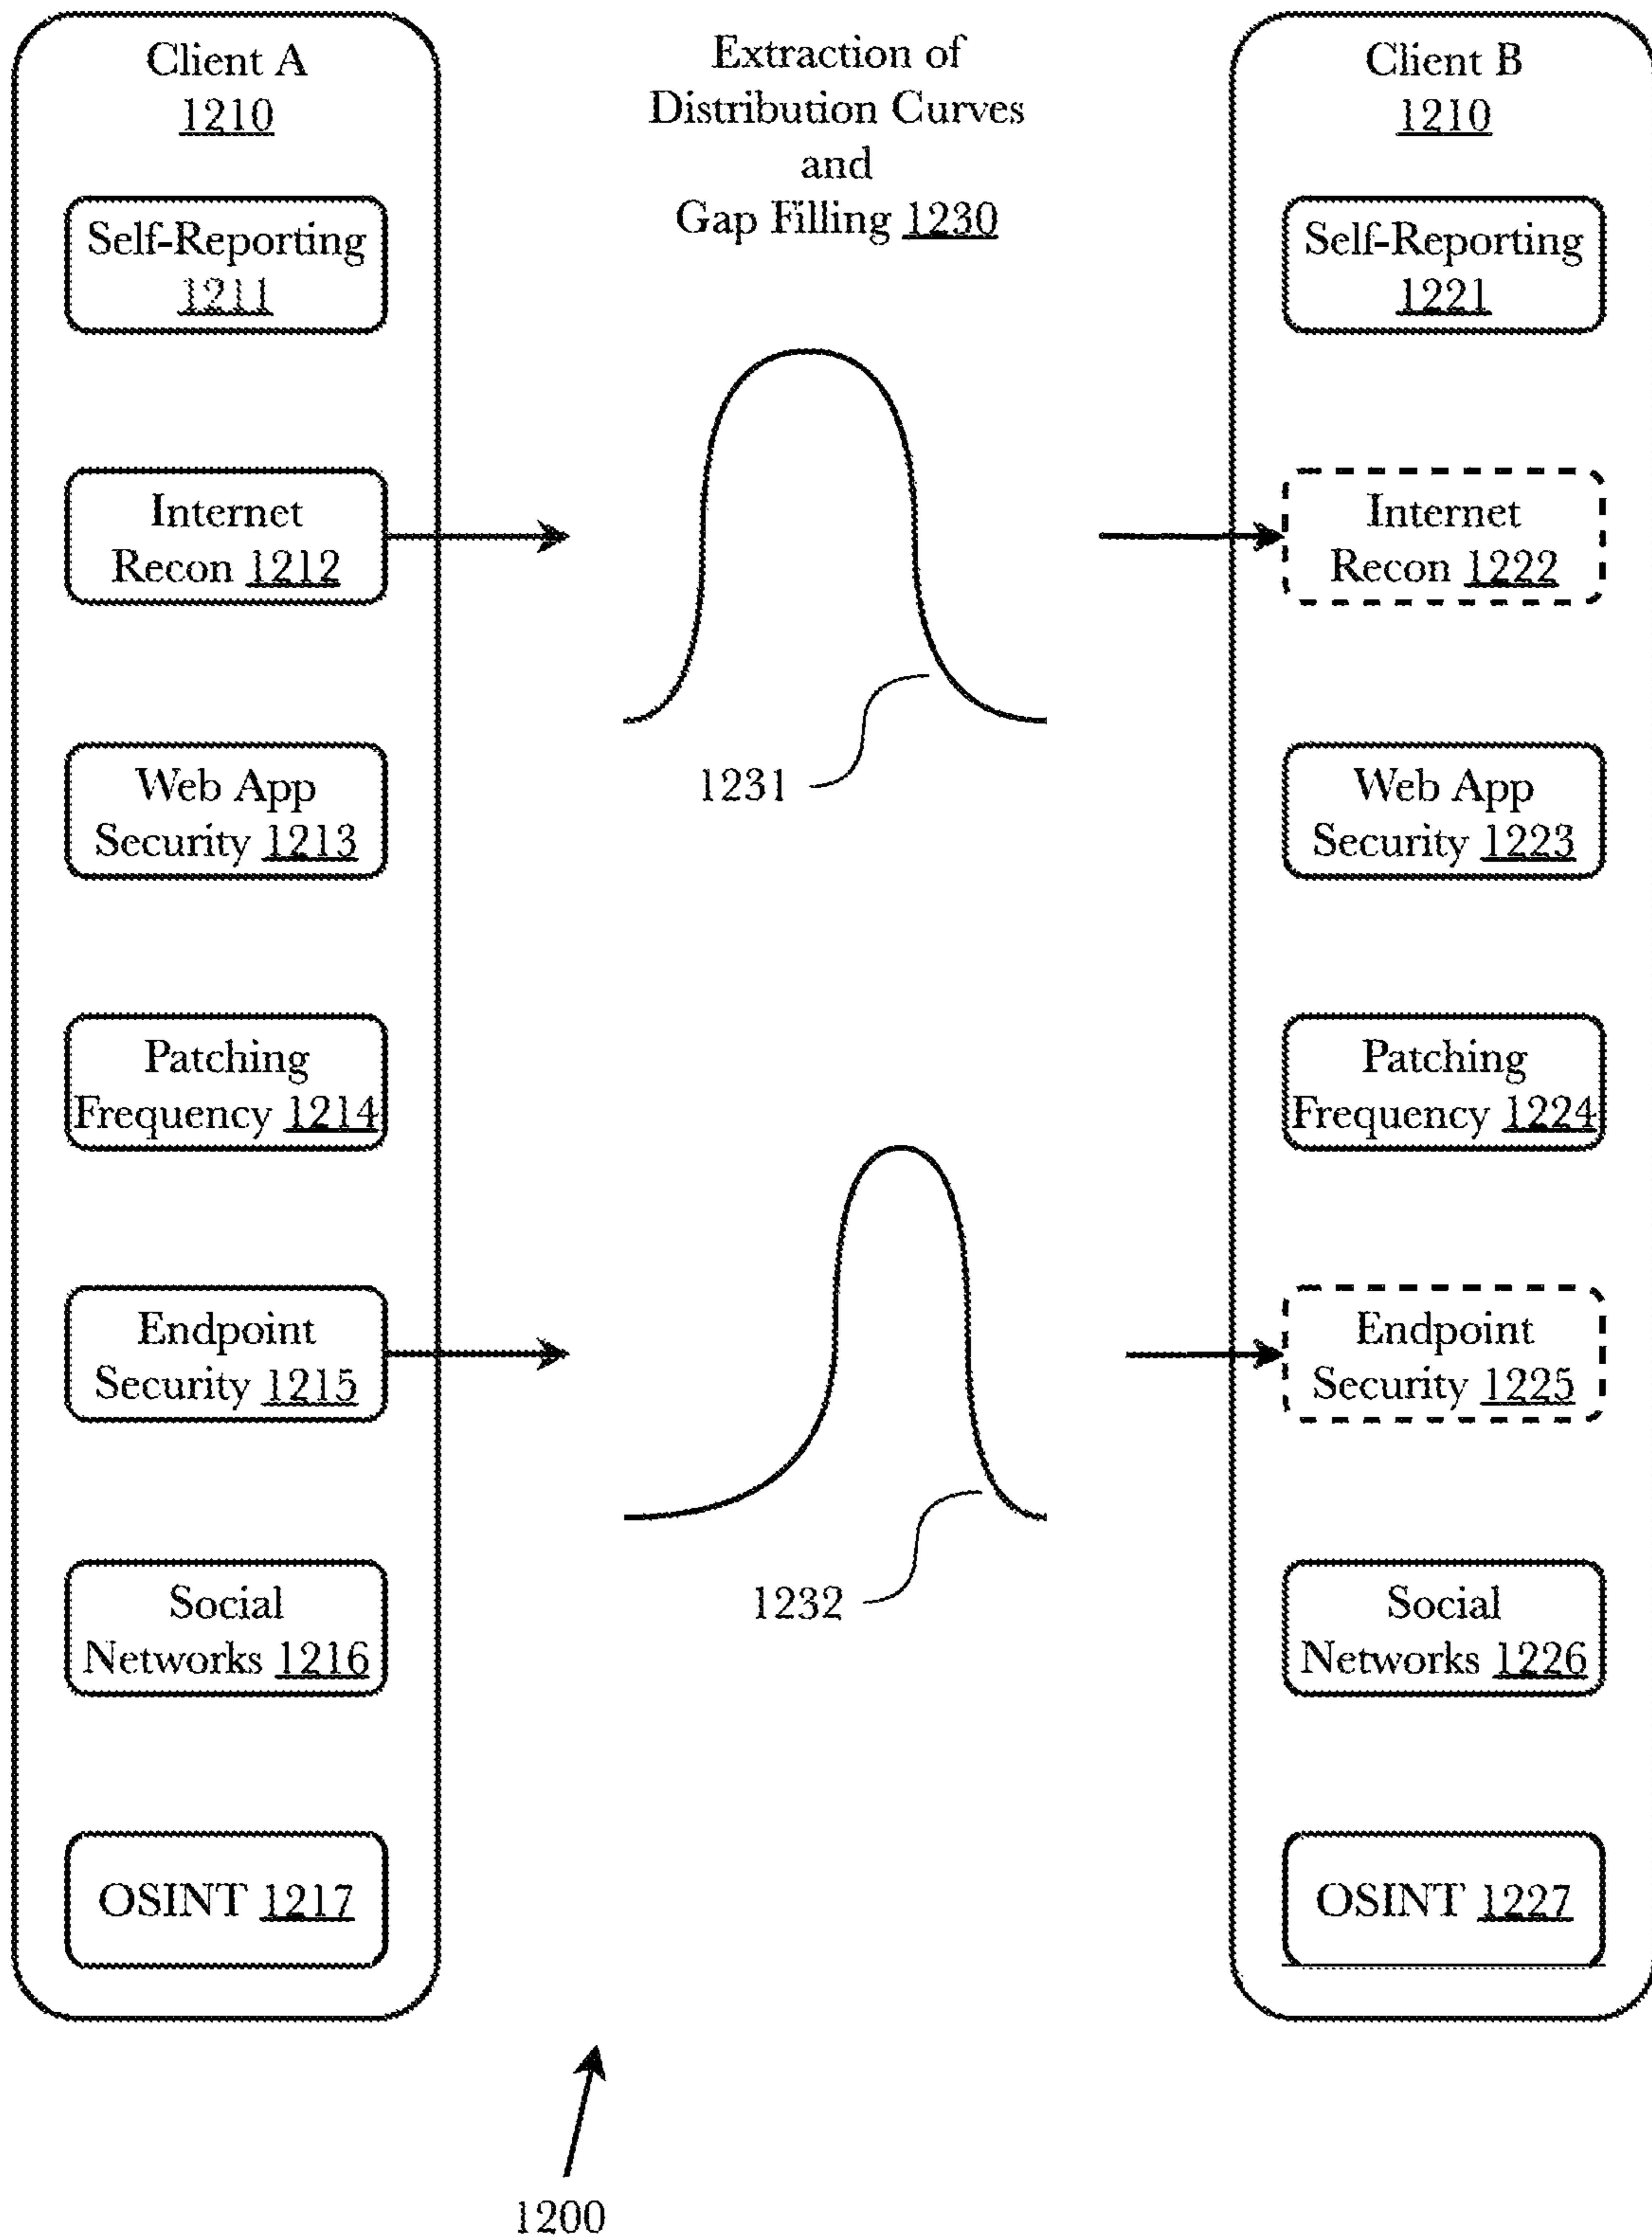 Client A
1210
Self-Reporting
1211
Internet
Recon 1212
Web App
Security 1213
Patching
Frequency 1214
Endpoint
Security 1215
Social
Networks 1216
OSINT 1217
Extraction of
Distribution Curves
and
Gap Filling 1230
1231
1232
Client B
1210
Self-Reporting
1221
Internet
Recon 1222
Web App
Security 1223
Patching
Frequency 1224
Endpoint
Security 1225
Social
Networks 1226
OSINT 1227
1200